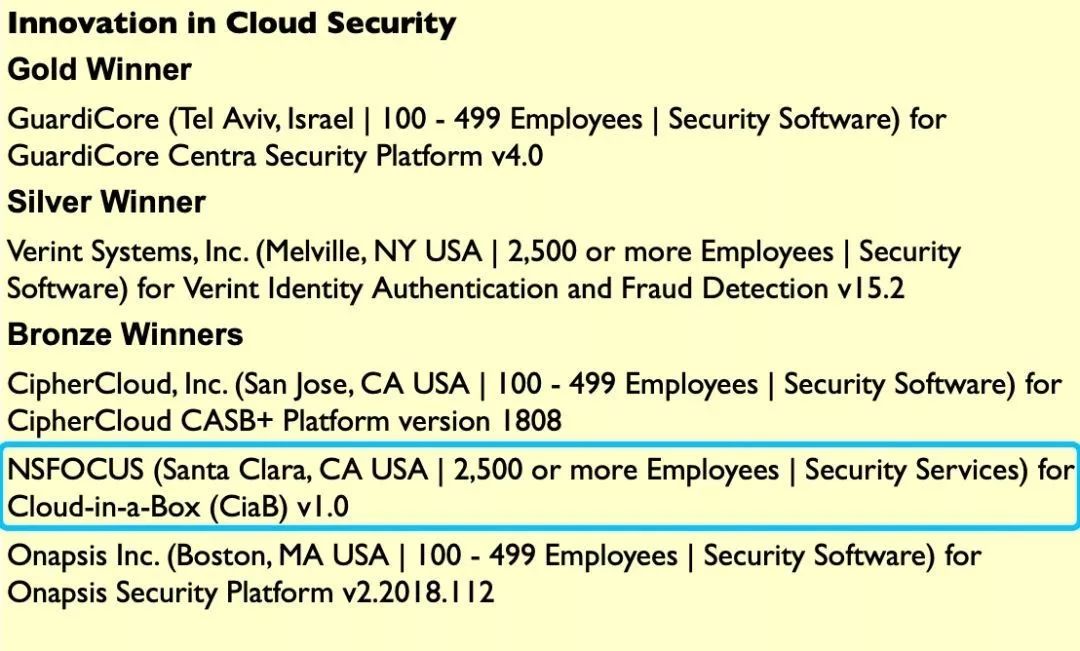 Innovation in Cloud Security
Gold Winner
GuardiCore (Tel Aviv, Israel | 100 - 499 Employees | Security Software) for
GuardiCore Centra Security Platform v4.0
Silver Winner
Verint Systems, Inc. (Melville, NY USA | 2,500 or more Employees | Security
Software) for Verint Identity Authentication and Fraud Detection v15.2
Bronze Winners
CipherCloud, Inc. (San Jose, CA USA | 100 - 499 Employees | Security Software) for
CipherCloud CASB+ Platform version 1808
NSFOCUS (Santa Clara, CA USA | 2,500 or more Employees | Security Services) for
Cloud-in-a-Box (CiaB) v1.0
Onapsis Inc. (Boston, MA USA | 100 - 499 Employees | Security Software) for
Onapsis Security Platform v2.2018.112